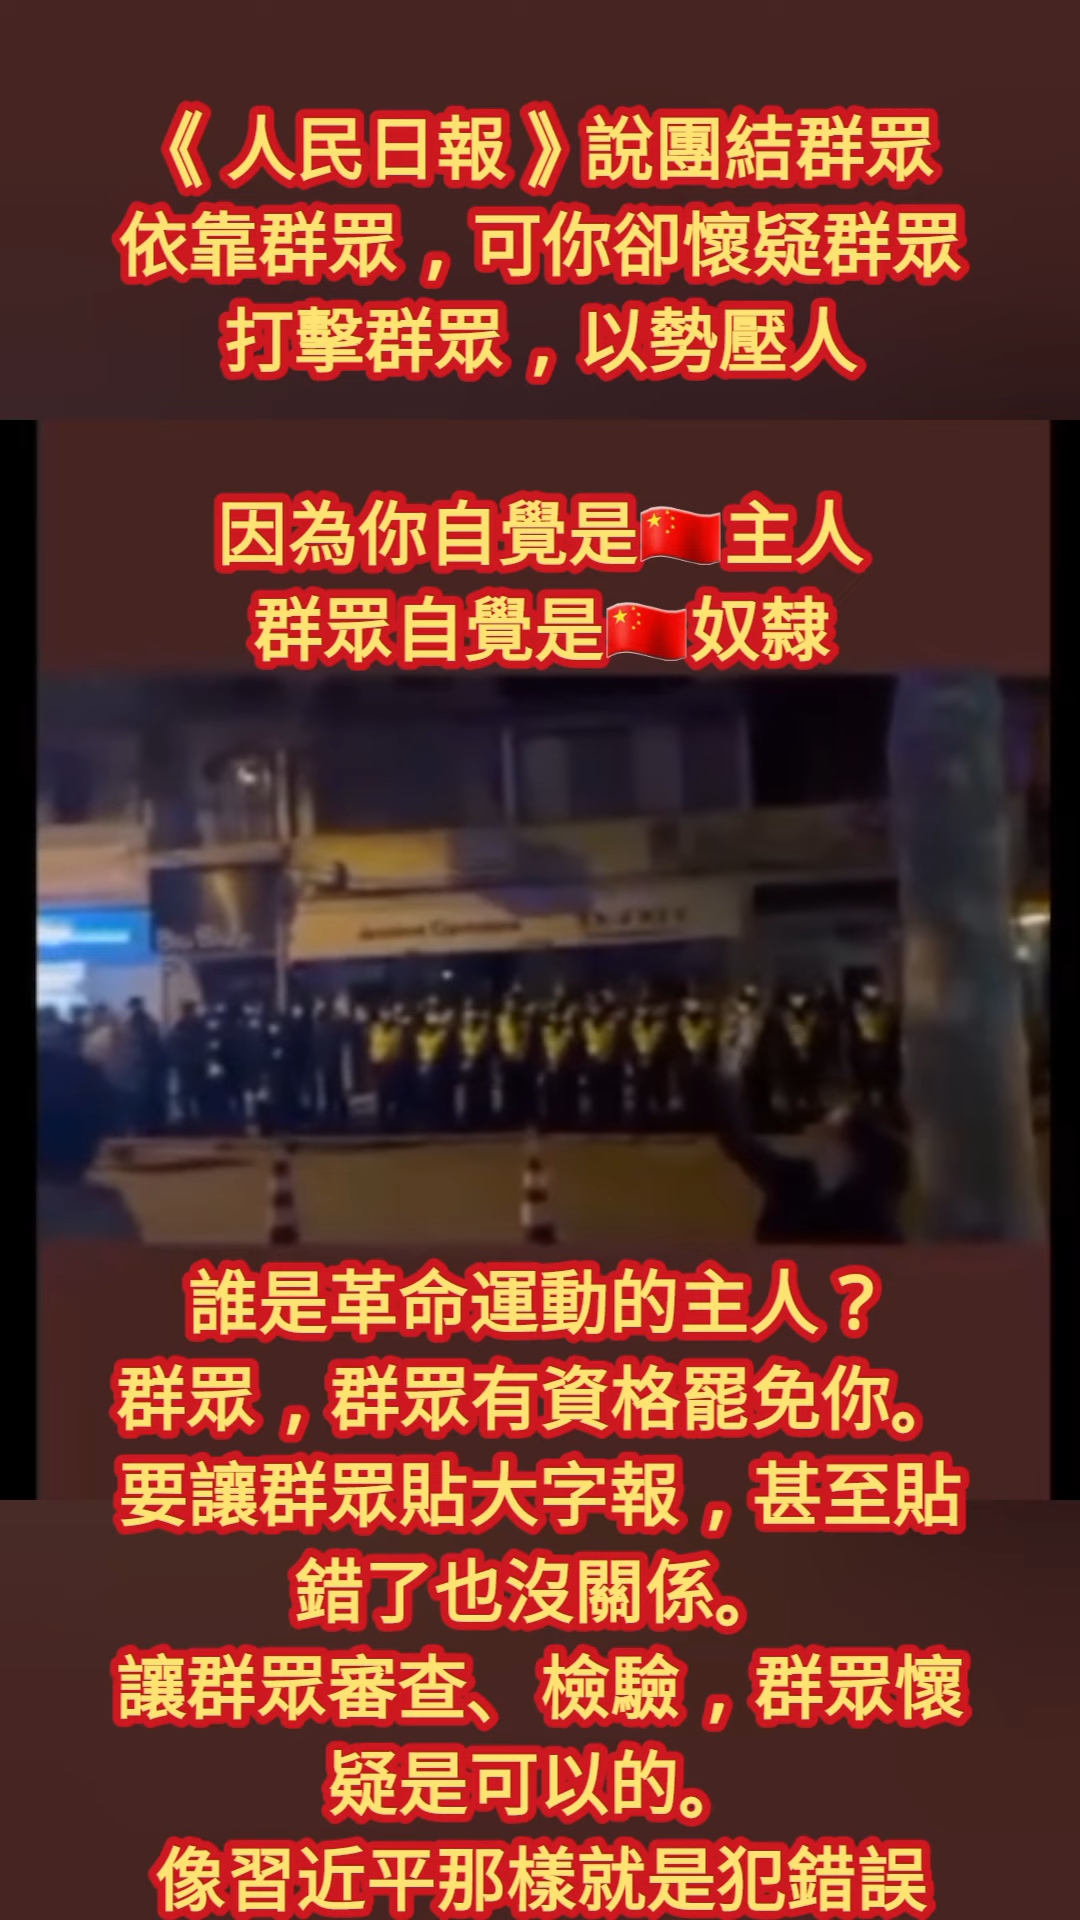 《人民日報》說團結群眾
依靠群眾，可你卻懷疑群眾
打擊群眾，以勢壓人
因為你自覺是🇨🇳主人
群眾自覺是🇨🇳奴隸
誰是革命運動的主人？
群眾，群眾有資格罷免你。
要讓群眾貼大字報，甚至貼
錯了也沒關係。
讓群眾審查、檢驗，群眾懷
疑是可以的。
像習近平那樣就是犯錯誤